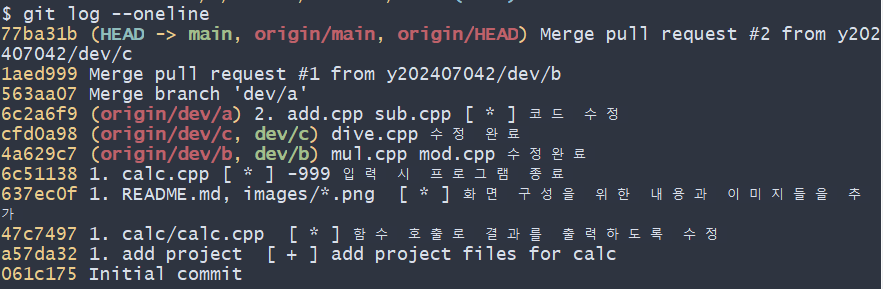 $ git log --oneline
77ba31b (HEAD -> main, origin/main, origin/HEAD) Merge pull request #2 from y202
407042/dev/c
1aed999 Merge pull request #1 from y202407042/dev/b
563aa07 Merge branch 'dev/a'
6c2a6f9 (origin/dev/a) 2. add.cpp sub.cpp [ * ] 코드 수정
cfd0a98 (origin/dev/c, dev/c) dive.cpp 수정 완료
4a629c7 (origin/dev/b, dev/b) mul.cpp mod.cpp 수정완료
6c51138 1. calc.cpp [ * ] -999 입력 시 프로그램 종료
637ec0f 1. README.md, images/*.png  [ * ] 화면 구성을 위한 내용과 이미지들을 추
가
47c7497 1. calc/calc.cpp  [ * ] 함수 호출로 결과를 출력하도록 수정
a57da32 1. add project  [ + ] add project files for calc
061c175 Initial commit